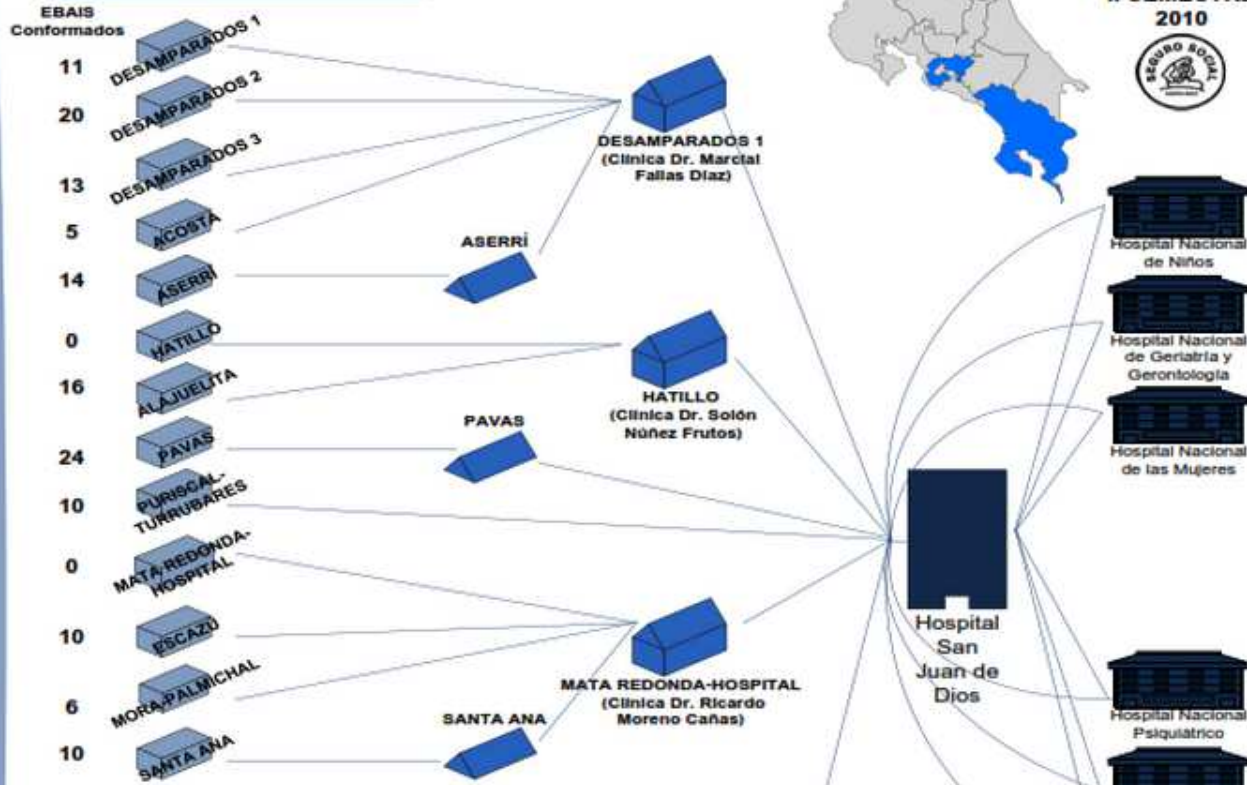 EBAIS
Conformados
2010
SEGURO SOCIAL
11
DESAMPARADOS 1
20
DESAMPARADOS 2
13
DESAMPARADOS 3
5
ACOSTA
14
ASERRÍ
0
HATILLO
16
ALAJUELITA
24
PAVAS
10
PURISCAL-
TURRUBARES
0
MATA REDONDA-
HOSPITAL
10
ESCAZÚ
6
MORA-PALMICHAL
10
SANTA ANA
ASERRÍ
PAVAS
SANTA ANA
DESAMPARADOS 1
(Clinica Dr. Marcial
Fallas Díaz)
HATILLO
(Clinica Dr. Solón
Núñez Frutos)
MATA REDONDA-HOSPITAL
(Clinica Dr. Ricardo
Moreno Cañas)
Hospital
San
Juan de
Dios
Hospital Nacional
de Niños
Hospital Nacional
de Geriatría y
Gerontología
Hospital Nacional
de las Mujeres
Hospital Nacional
Psiquiátrico